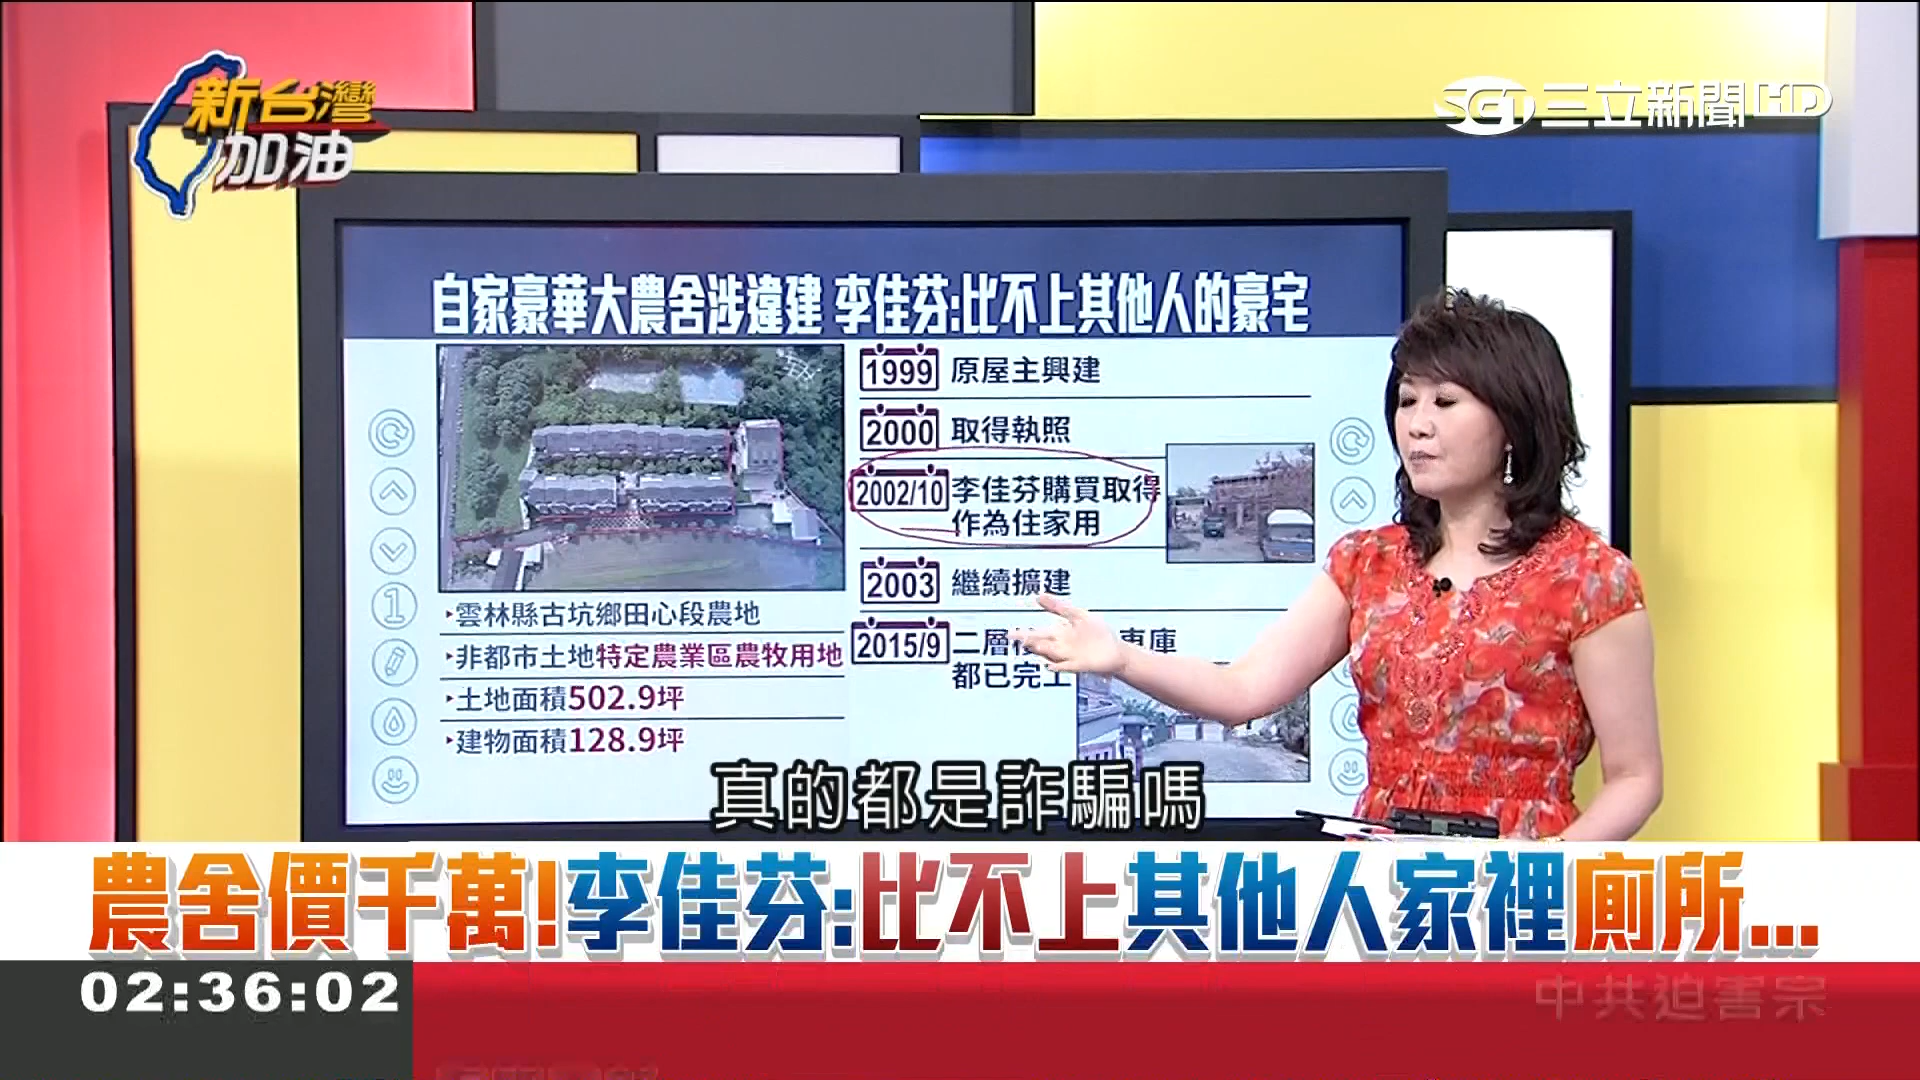 新台灣
加油
SET三立新聞HD
自家豪華大農舍涉違建 李佳芬:比不上其他人的豪宅
1999 原屋主興建
2000 取得執照
2002/10 李佳芬購買取得
作為住家用
2003 繼續擴建
2015/9 二層 車庫
都已完工
‣雲林縣古坑鄉田心段農地
‣非都市土地特定農業區農牧用地
‣土地面積502.9坪
‣建物面積128.9坪
1
真的都是詐騙嗎
農舍價千萬!李佳芬:比不上其他人家裡廁所...
02:36:02
中共迫害宗